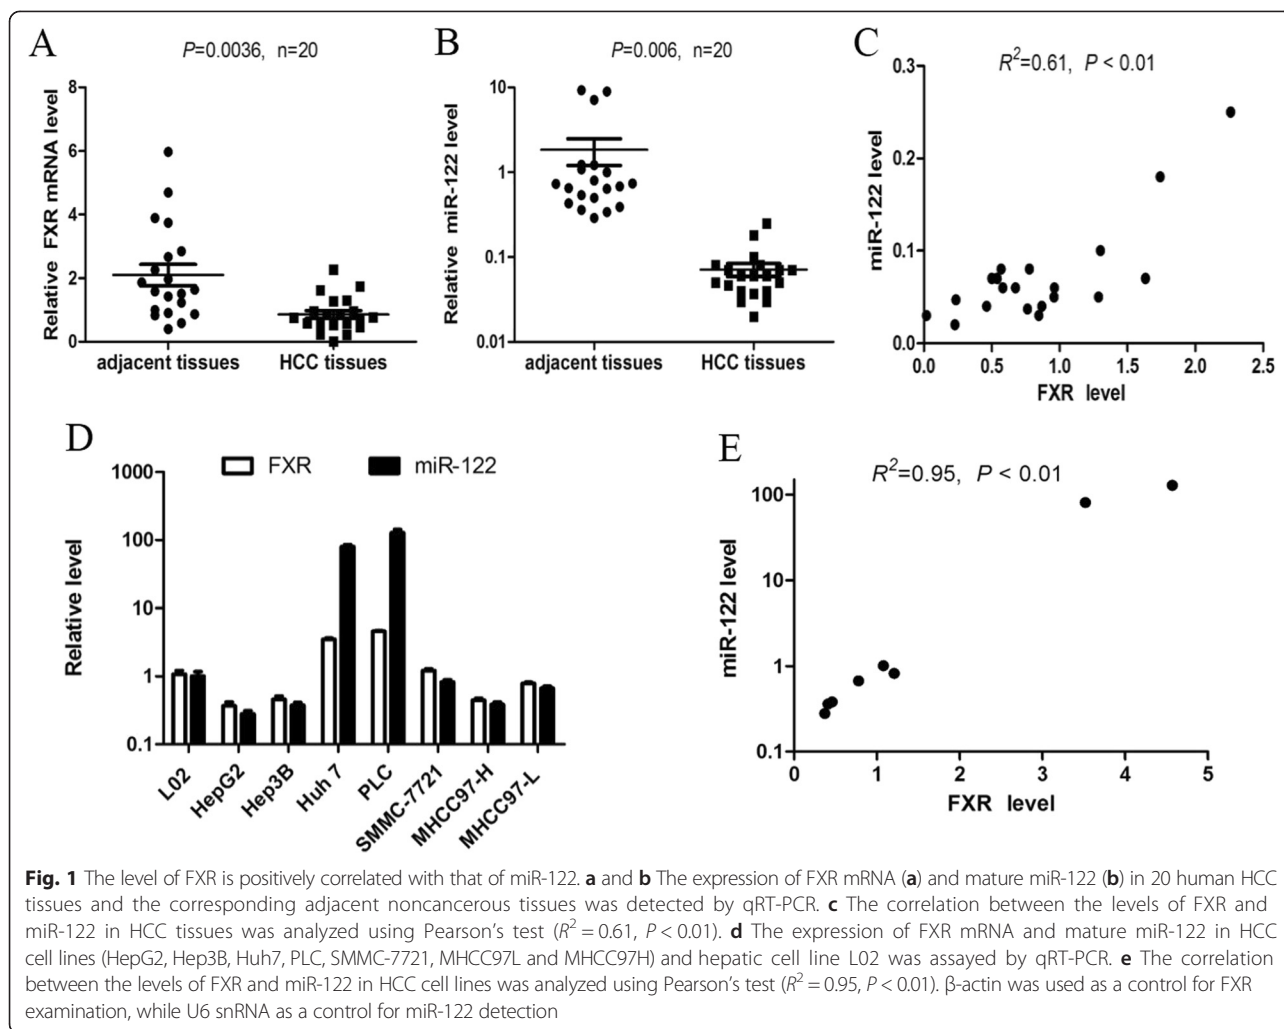 A
P=0.0036, n=20
Relative FXR mRNA level
8
6
4
2
0
adjacent tissues
HCC tissues
B
P=0.006, n=20
Relative miR-122 level
10
1
0.1
0.01
adjacent tissues
HCC tissues
C
R²=0.61, P < 0.01
miR-122 level
0.3
0.2
0.1
0.0
0.0 0.5 1.0 1.5 2.0 2.5
FXR level
D
FXR
miR-122
Relative level
1000
100
10
1
0.1
L02
HepG2
Hep3B
Huh 7
PLC
SMMC-7721
MHCC97-H
MHCC97-L
E
R²=0.95, P < 0.01
miR-122 level
100
10
1
0.1
0 1 2 3 4 5
FXR level
Fig. 1 The level of FXR is positively correlated with that of miR-122. a and b The expression of FXR mRNA (a) and mature miR-122 (b) in 20 human HCC
tissues and the corresponding adjacent noncancerous tissues was detected by qRT-PCR. c The correlation between the levels of FXR and
miR-122 in HCC tissues was analyzed using Pearson's test (R² = 0.61, P < 0.01). d The expression of FXR mRNA and mature miR-122 in HCC
cell lines (HepG2, Hep3B, Huh7, PLC, SMMC-7721, MHCC97L and MHCC97H) and hepatic cell line L02 was assayed by qRT-PCR. e The correlation
between the levels of FXR and miR-122 in HCC cell lines was analyzed using Pearson's test (R² = 0.95, P < 0.01). β-actin was used as a control for FXR
examination, while U6 snRNA as a control for miR-122 detection